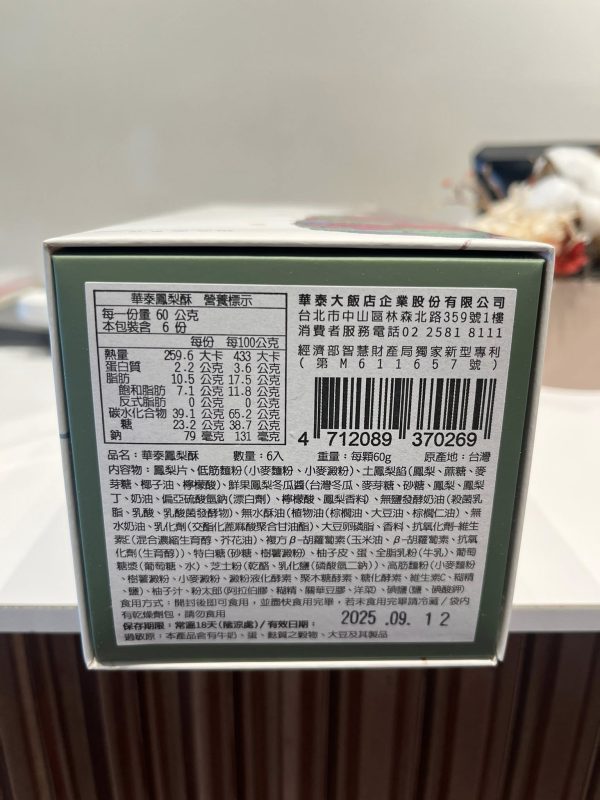 華泰鳳梨酥 營養標示
每一份量 60 公克
本包裝含 6 份
每份 每100公克
熱量 259.6 大卡 433 大卡
蛋白質 2.2 公克 3.6 公克
脂肪 10.5 公克 17.5 公克
飽和脂肪 7.1 公克 11.8 公克
反式脂肪 0 公克 0 公克
碳水化合物 39.1 公克 65.2 公克
糖 23.2 公克 38.7 公克
鈉 79 毫克 131 毫克
華泰大飯店企業股份有限公司
台北市中山區林森北路359號1樓
消費者服務電話02 2581 8111
經濟部智慧財產局獨家新型專利
(第M611657號)
4 712089 370269
品名:華泰鳳梨酥 數量:6入 重量:每顆60g 原產地:台灣
內容物:鳳梨片、低筋麵粉(小麥麵粉、小麥澱粉)、土鳳梨餡(鳳梨、蔗糖、麥
芽糖、椰子油、檸檬酸)、鮮果鳳梨冬瓜醬(台灣冬瓜、麥芽糖、砂糖、鳳梨、鳳梨
丁、奶油、偏亞硫酸氫鈉(漂白劑)、檸檬酸、鳳梨香料)、無鹽發酵奶油(殺菌乳
脂、乳酸、乳酸菌發酵物)、無水酥油(植物油(棕櫚油、大豆油、棕櫚仁油)、無
水奶油、乳化劑(交酯化蓖麻酸聚合甘油酯)、大豆卵磷脂、香料、抗氧化劑-維生
素E(混合濃縮生育醇、芥花油)、複方β-胡蘿蔔素(玉米油、β-胡蘿蔔素、抗氧
化劑(生育醇))、特白糖(砂糖、樹薯澱粉)、柚子皮、蛋、全脂乳粉(牛乳)、葡萄
糖漿(葡萄糖、水)、芝士粉(乾酪、乳化鹽(磷酸氫二鈉))、高筋麵粉(小麥麵粉
、樹薯澱粉、小麥澱粉、澱粉液化酵素、聚木糖酵素、糖化酵素、維生素C、糊精
、鹽)、柚子汁、粉太郎(阿拉伯膠、糊精、關華豆膠、洋菜)、碘鹽(鹽、碘酸鉀)
食用方式:開封後即可食用,並盡快食用完畢,若未食用完畢請冷藏/袋內
有乾燥劑包,請勿食用
保存期限:常溫18天(陰涼處)/有效日期: 2025.09.12
過敏原:本產品含有牛奶、蛋、麩質之穀物、大豆及其製品